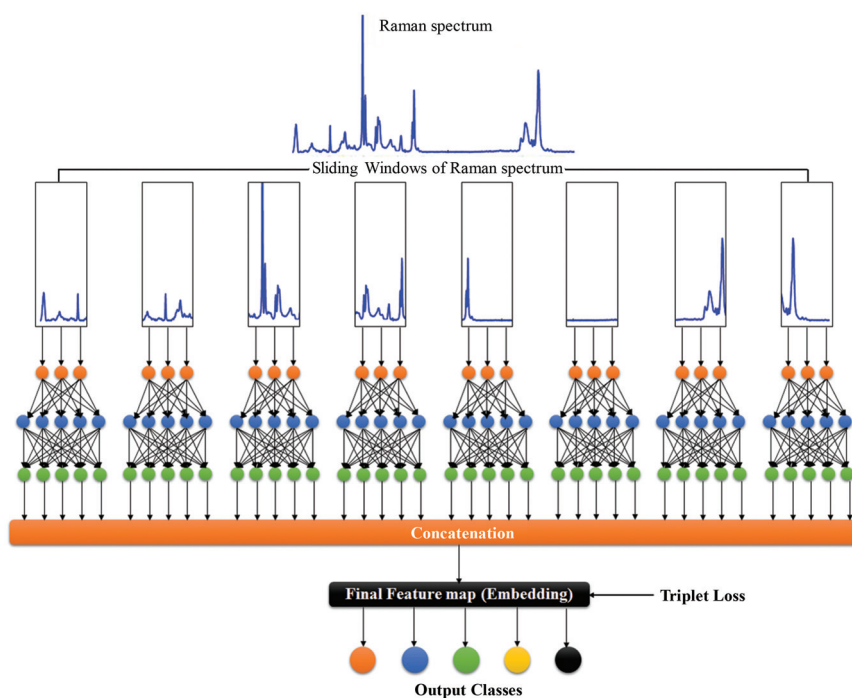 Raman spectrum
Sliding Windows of Raman spectrum
Concatenation
Final Feature map (Embedding)
Triplet Loss
Output Classes